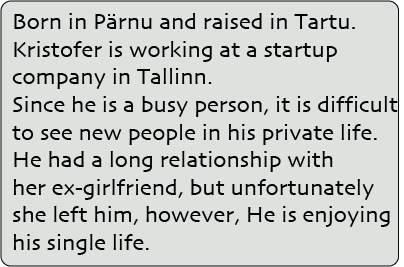 Born in Pärnu and raised in Tartu.
Kristofer is working at a startup
company in Tallinn.
Since he is a busy person, it is difficult
to see new people in his private life.
He had a long relationship with
her ex-girlfriend, but unfortunately
she left him, however, He is enjoying
his single life.